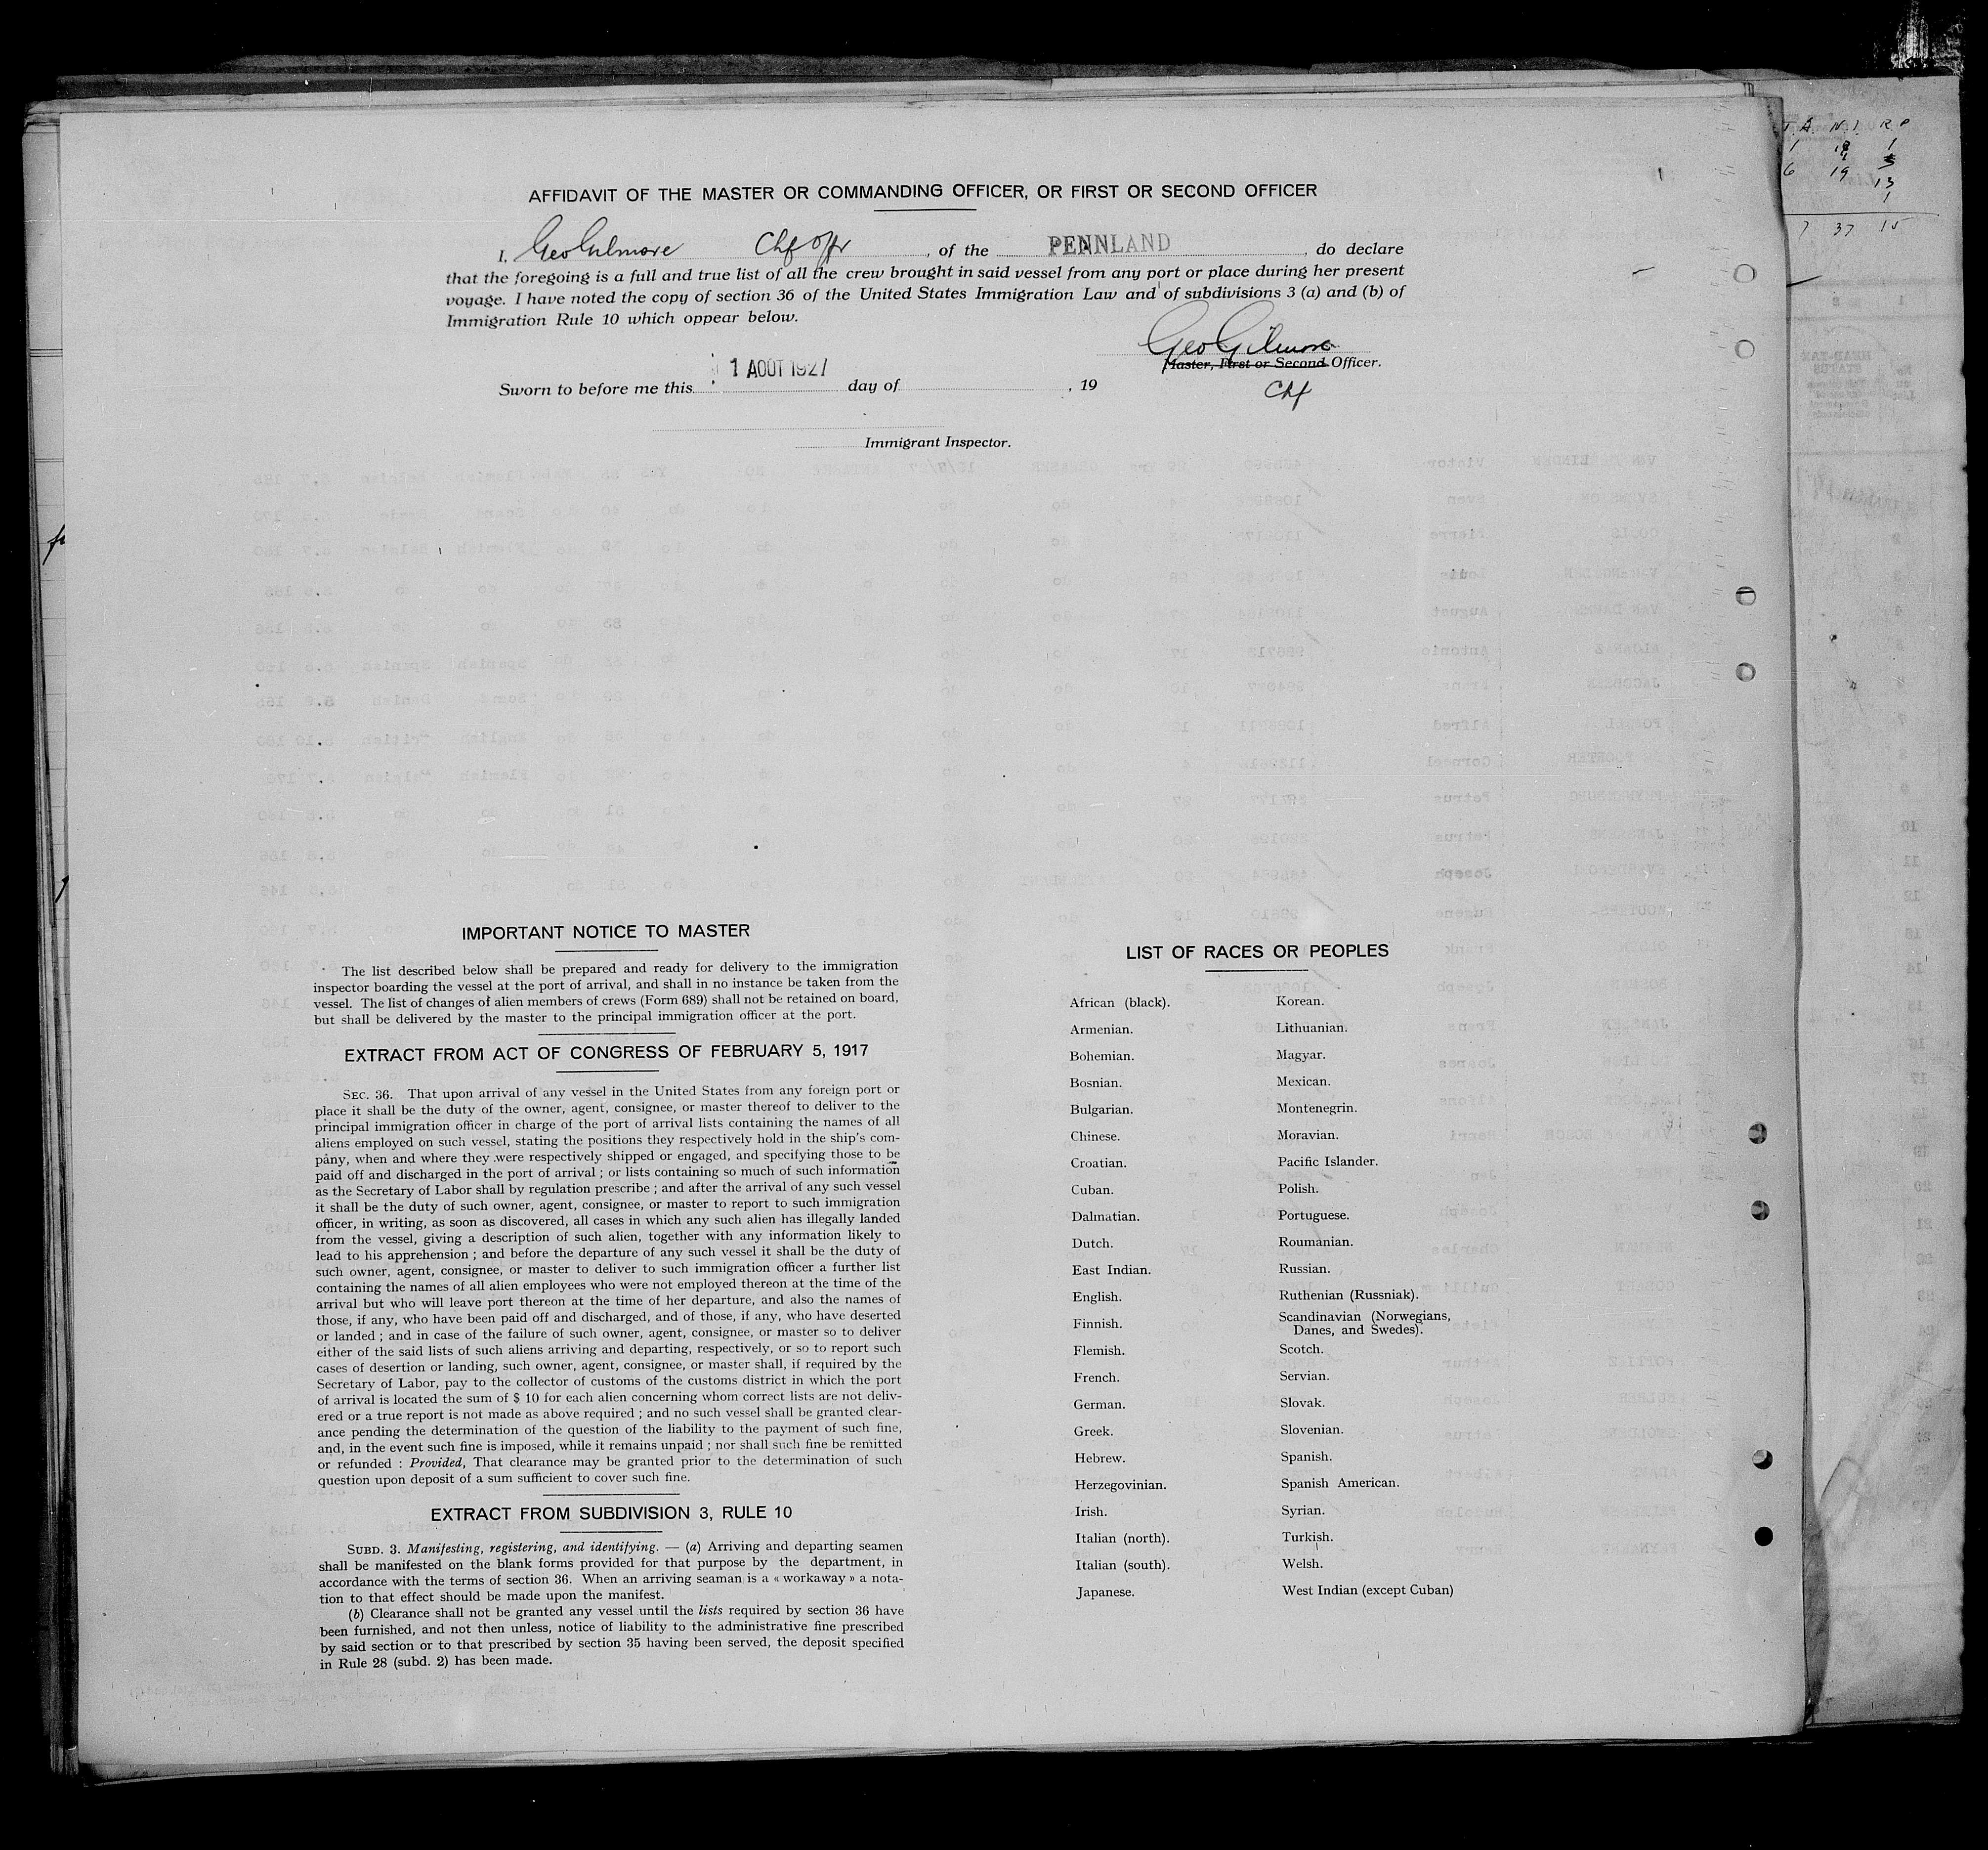 AFFIDAVIT OF THE MASTER OR COMMANDING OFFICER, OR FIRST OR SECOND OFFICER
I, Geo Gilmore Chf Offr, of the PENNLAND, do declare
that the foregoing is a full and true list of all the crew brought in said vessel from any port or place during her present
voyage. I have noted the copy of section 36 of the United States Immigration Law and of subdivisions 3 (a) and (b) of
Immigration Rule 10 which oppear below.
Geo Gilmore
Master, First or Second Officer.
Chf
Sworn to before me this 1 AOUT 1927 day of , 19
Immigrant Inspector.
IMPORTANT NOTICE TO MASTER
The list described below shall be prepared and ready for delivery to the immigration
inspector boarding the vessel at the port of arrival, and shall in no instance be taken from the
vessel. The list of changes of alien members of crews (Form 689) shall not be retained on board,
but shall be delivered by the master to the principal immigration officer at the port.
EXTRACT FROM ACT OF CONGRESS OF FEBRUARY 5, 1917
SEC. 36. That upon arrival of any vessel in the United States from any foreign port or
place it shall be the duty of the owner, agent, consignee, or master thereof to deliver to the
principal immigration officer in charge of the port of arrival lists containing the names of all
aliens employed on such vessel, stating the positions they respectively hold in the ship's com-
pany, when and where they were respectively shipped or engaged, and specifying those to be
paid off and discharged in the port of arrival ; or lists containing so much of such information
as the Secretary of Labor shall by regulation prescribe ; and after the arrival of any such vessel
it shall be the duty of such owner, agent, consignee, or master to report to such immigration
officer, in writing, as soon as discovered, all cases in which any such alien has illegally landed
from the vessel, giving a description of such alien, together with any information likely to
lead to his apprehension ; and before the departure of any such vessel it shall be the duty of
such owner, agent, consignee, or master to deliver to such immigration officer a further list
containing the names of all alien employees who were not employed thereon at the time of the
arrival but who will leave port thereon at the time of her departure, and also the names of
those, if any, who have been paid off and discharged, and of those, if any, who have deserted
or landed ; and in case of the failure of such owner, agent, consignee, or master so to deliver
either of the said lists of such aliens arriving and departing, respectively, or so to report such
cases of desertion or landing, such owner, agent, consignee, or master shall, if required by the
Secretary of Labor, pay to the collector of customs of the customs district in which the port
of arrival is located the sum of $ 10 for each alien concerning whom correct lists are not deliv-
ered or a true report is not made as above required ; and no such vessel shall be granted clear-
ance pending the determination of the question of the liability to the payment of such fine,
and, in the event such fine is imposed, while it remains unpaid ; nor shall such fine be remitted
or refunded : Provided, That clearance may be granted prior to the determination of such
question upon deposit of a sum sufficient to cover such fine.
EXTRACT FROM SUBDIVISION 3, RULE 10
SUBD. 3. Manifesting, registering, and identifying. — (a) Arriving and departing seamen
shall be manifested on the blank forms provided for that purpose by the department, in
accordance with the terms of section 36. When an arriving seaman is a « workaway » a nota-
tion to that effect should be made upon the manifest.
(b) Clearance shall not be granted any vessel until the lists required by section 36 have
been furnished, and not then unless, notice of liability to the administrative fine prescribed
by said section or to that prescribed by section 35 having been served, the deposit specified
in Rule 28 (subd. 2) has been made.
LIST OF RACES OR PEOPLES
African (black).
Armenian.
Bohemian.
Bosnian.
Bulgarian.
Chinese.
Croatian.
Cuban.
Dalmatian.
Dutch.
East Indian.
English.
Finnish.
Flemish.
French.
German.
Greek.
Hebrew.
Herzegovinian.
Irish.
Italian (north).
Italian (south).
Japanese.
Korean.
Lithuanian.
Magyar.
Mexican.
Montenegrin.
Moravian.
Pacific Islander.
Polish.
Portuguese.
Roumanian.
Russian.
Ruthenian (Russniak).
Scandinavian (Norwegians,
Danes, and Swedes).
Scotch.
Servian.
Slovak.
Slovenian.
Spanish.
Spanish American.
Syrian.
Turkish.
Welsh.
West Indian (except Cuban)
T.A. N.I. R.P
7 37 15